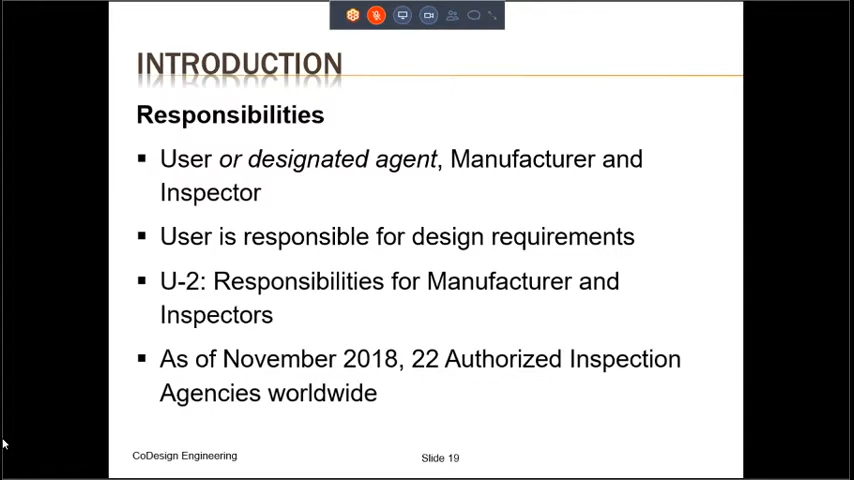 INTRODUCTION
Responsibilities
▪ User or designated agent, Manufacturer and
Inspector
▪ User is responsible for design requirements
▪ U-2: Responsibilities for Manufacturer and
Inspectors
▪ As of November 2018, 22 Authorized Inspection
Agencies worldwide
CoDesign Engineering
Slide 19